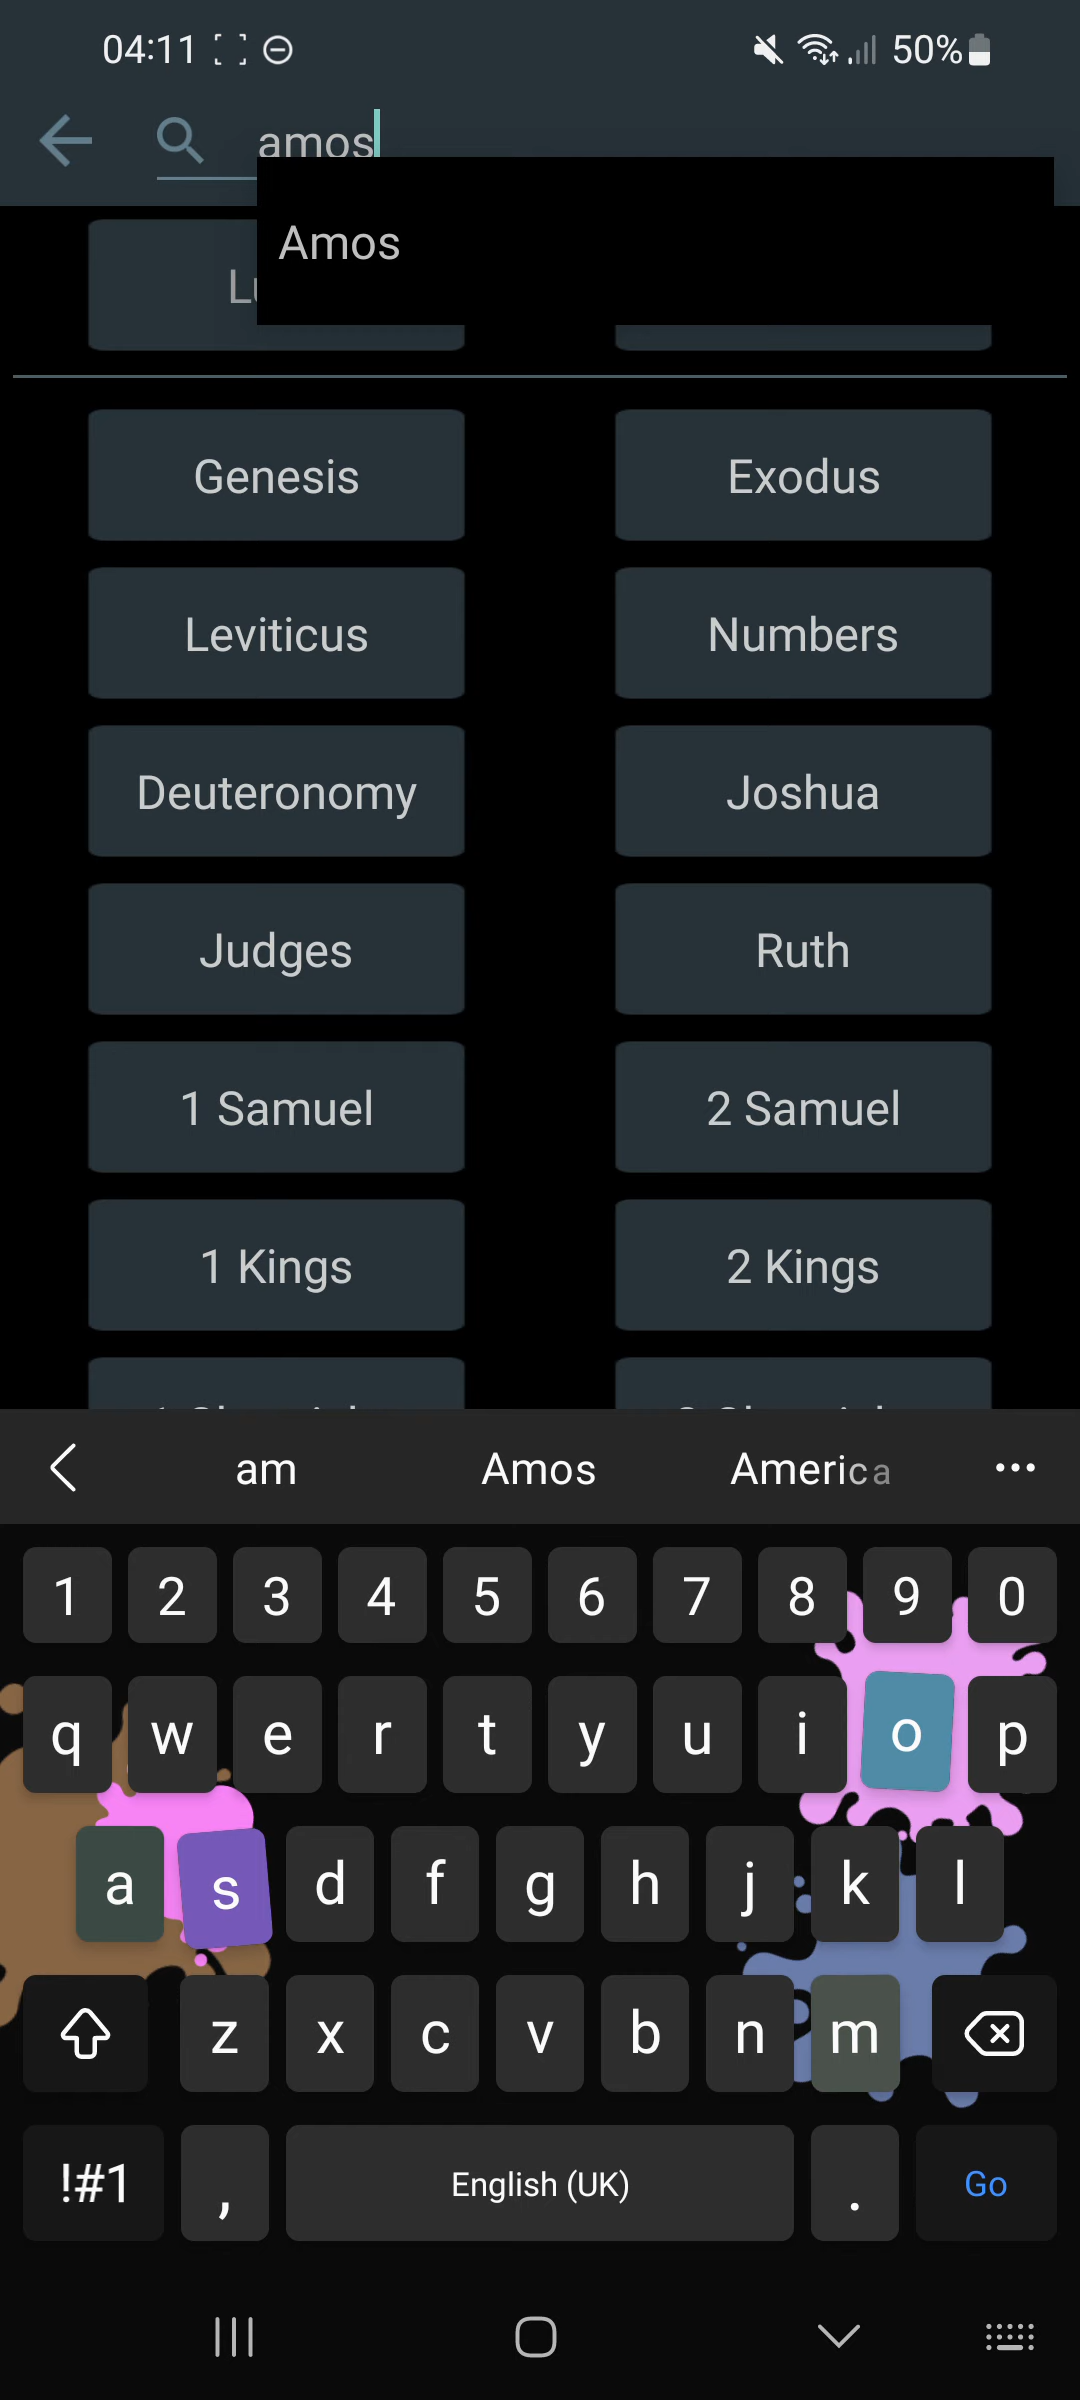 04:11 50%
amos
Amos
Genesis Exodus
Leviticus Numbers
Deuteronomy Joshua
Judges Ruth
1 Samuel 2 Samuel
1 Kings 2 Kings
am Amos America
1 2 3 4 5 6 7 8 9 0
q w e r t y u i o p
a s d f g h j k l
z x c v b n m
!#1 , English (UK) . Go